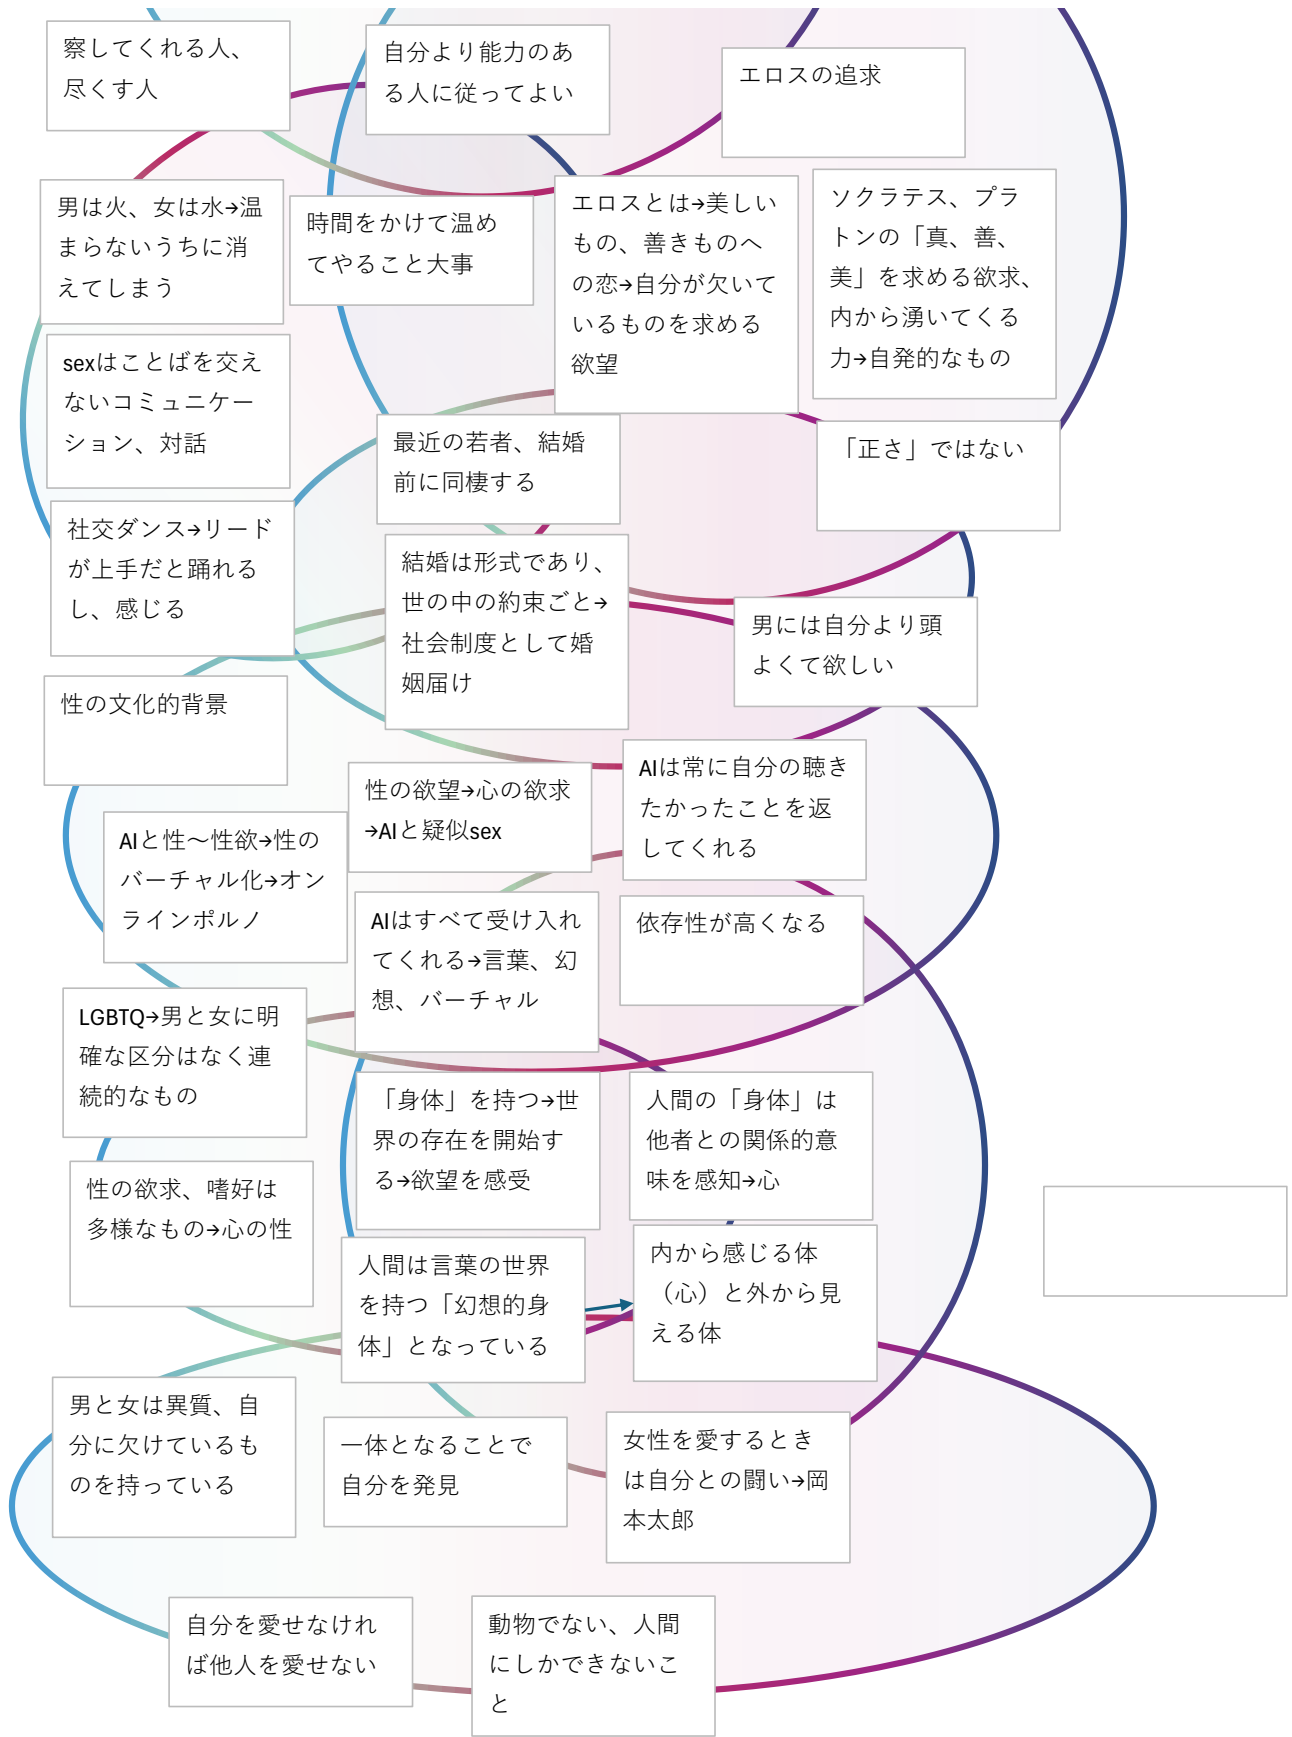 察してくれる人、
尽くす人
自分より能力のあ
る人に従ってよい
エロスの追求
男は火、女は水→温
まらないうちに消
えてしまう
時間をかけて温め
てやること大事
エロスとは→美しい
もの、善きものへ
の恋→自分が欠いて
いるものを求める
欲望
ソクラテス、プラ
トンの「真、善、
美」を求める欲求、
内から湧いてくる
力→自発的なもの
sexはことばを交え
ないコミュニケー
ション、対話
最近の若者、結婚
前に同棲する
「正さ」ではない
社交ダンス→リード
が上手だと踊れる
し、感じる
結婚は形式であり、
世の中の約束ごと→
社会制度として婚
姻届け
男には自分より頭
よくて欲しい
性の文化的背景
性の欲望→心の欲求
→AIと疑似sex
AIは常に自分の聴き
たかったことを返
してくれる
AIと性～性欲→性の
バーチャル化→オン
ラインポルノ
AIはすべて受け入れ
てくれる→言葉、幻
想、バーチャル
依存性が高くなる
LGBTQ→男と女に明
確な区分はなく連
続的なもの
「身体」を持つ→世
界の存在を開始す
る→欲望を感受
人間の「身体」は
他者との関係的意
味を感知→心
性の欲求、嗜好は
多様なもの→心の性
人間は言葉の世界
を持つ「幻想的身
体」となっている
内から感じる体
（心）と外から見
える体
男と女は異質、自
分に欠けているも
のを持っている
一体となることで
自分を発見
女性を愛するとき
は自分との闘い→岡
本太郎
自分を愛せなけれ
ば他人を愛せない
動物でない、人間
にしかできないこ
と